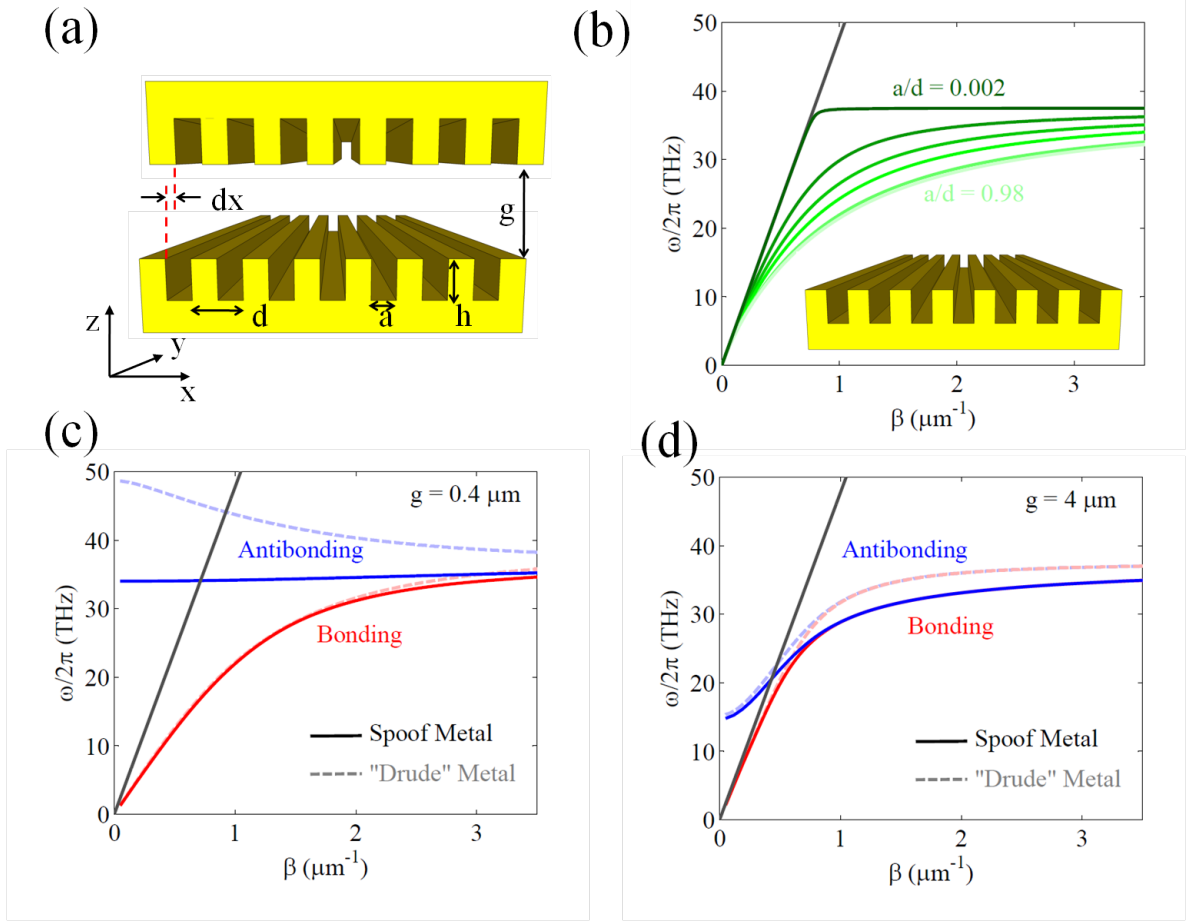 (a)
dx
g
d
a
h
z
y
x
(b)
50
40
30
20
10
0
ω/2π (THz)
a/d = 0.002
a/d = 0.98
0
1
2
3
β (μm⁻¹)
(c)
50
40
30
20
10
0
ω/2π (THz)
g = 0.4 μm
Antibonding
Bonding
Spoof Metal
"Drude" Metal
0
1
2
3
β (μm⁻¹)
(d)
50
40
30
20
10
0
ω/2π (THz)
g = 4 μm
Antibonding
Bonding
Spoof Metal
"Drude" Metal
0
1
2
3
β (μm⁻¹)